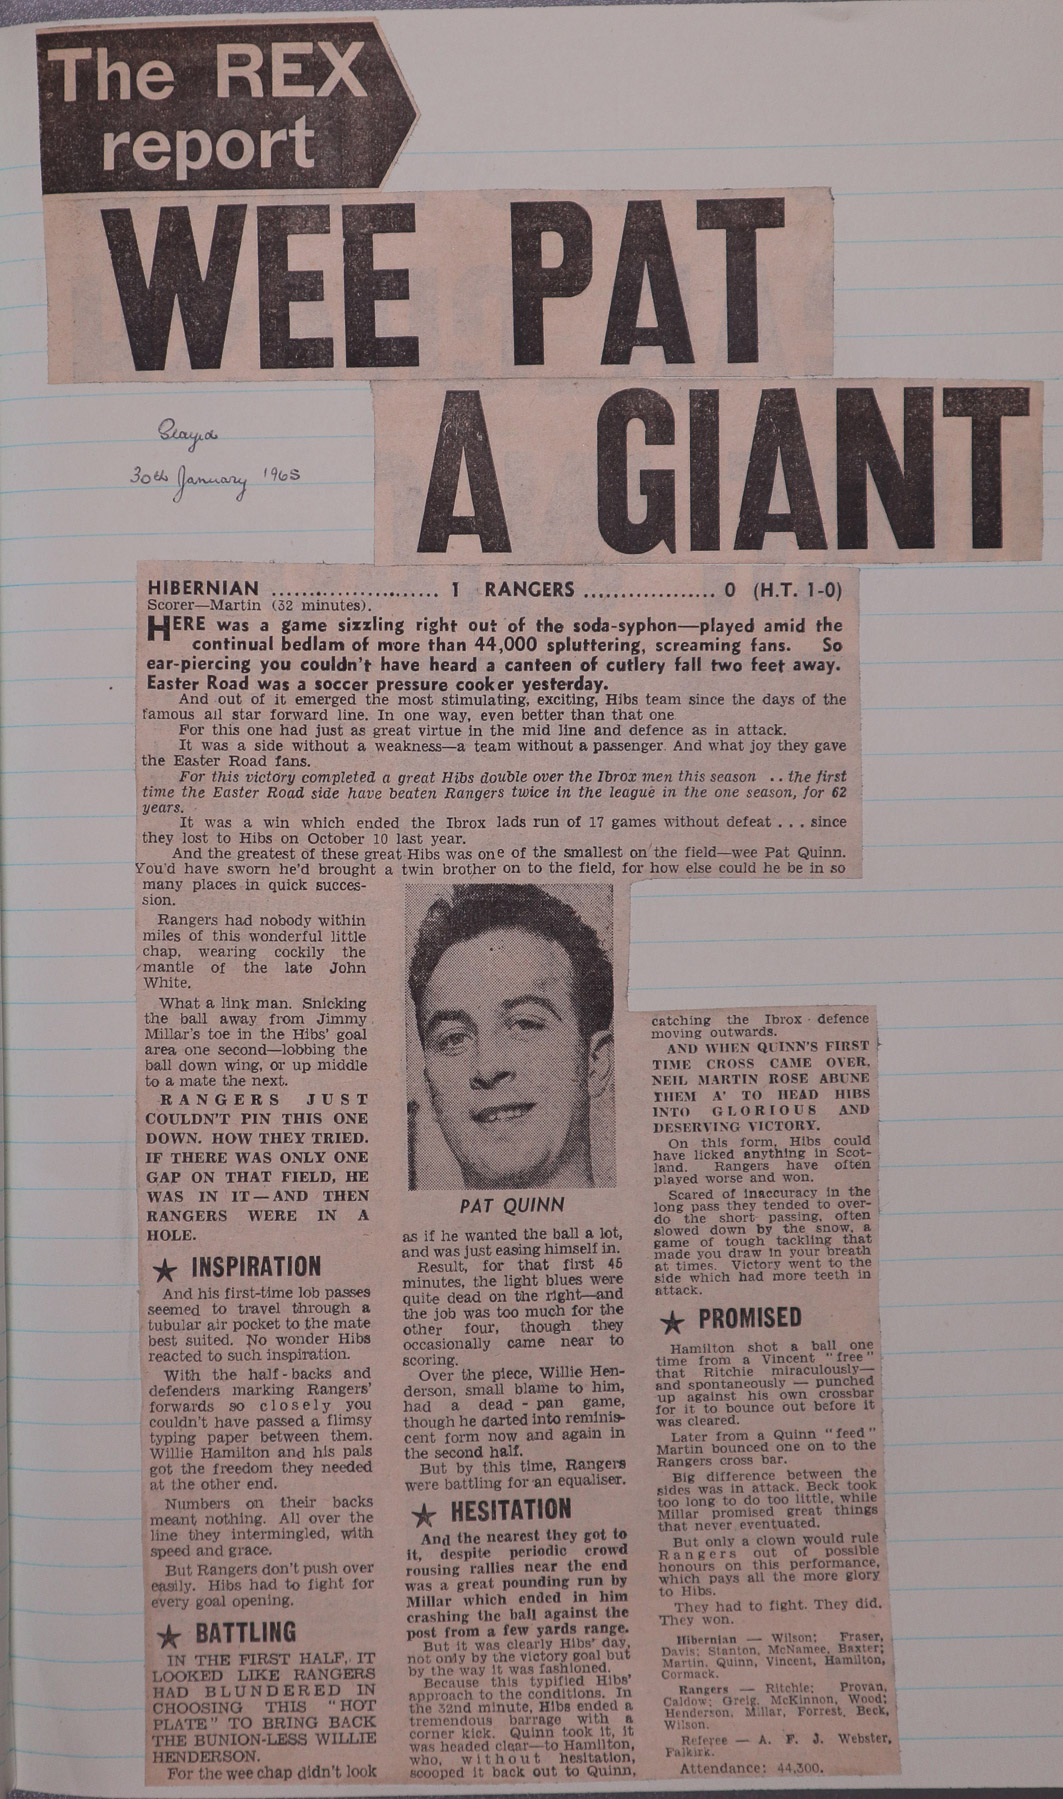 The REX
report
WEE PAT
A GIANT
30th January 1965
HIBERNIAN ........................ 1 RANGERS .................. 0 (H.T. 1-0)
Scorer—Martin (32 minutes).
HERE was a game sizzling right out of the soda-syphon—played amid the
continual bedlam of more than 44,000 spluttering, screaming fans. So
ear-piercing you couldn't have heard a canteen of cutlery fall two feet away.
Easter Road was a soccer pressure cooker yesterday.
And out of it emerged the most stimulating, exciting, Hibs team since the days of the
famous all star forward line. In one way, even better than that one
For this one had just as great virtue in the mid line and defence as in attack.
It was a side without a weakness—a team without a passenger. And what joy they gave
the Easter Road fans.
For this victory completed a great Hibs double over the Ibrox men this season .. the first
time the Easter Road side have beaten Rangers twice in the league in the one season, for 62
years.
It was a win which ended the Ibrox lads run of 17 games without defeat . . . since
they lost to Hibs on October 10 last year.
And the greatest of these great Hibs was one of the smallest on the field—wee Pat Quinn.
You'd have sworn he'd brought a twin brother on to the field, for how else could he be in so
many places in quick succes-
sion.
Rangers had nobody within
miles of this wonderful little
chap, wearing cockily the
mantle of the late John
White.
What a link man. Snicking
the ball away from Jimmy
Millar's toe in the Hibs' goal
area one second—lobbing the
ball down wing, or up middle
to a mate the next.
RANGERS JUST
COULDN'T PIN THIS ONE
DOWN. HOW THEY TRIED.
IF THERE WAS ONLY ONE
GAP ON THAT FIELD, HE
WAS IN IT—AND THEN
RANGERS WERE IN A
HOLE.
★ INSPIRATION
And his first-time lob passes
seemed to travel through a
tubular air pocket to the mate
best suited. No wonder Hibs
reacted to such inspiration.
With the half-backs and
defenders marking Rangers'
forwards so closely you
couldn't have passed a flimsy
typing paper between them.
Willie Hamilton and his pals
got the freedom they needed
at the other end.
Numbers on their backs
meant nothing. All over the
line they intermingled, with
speed and grace.
But Rangers don't push over
easily. Hibs had to fight for
every goal opening.
★ BATTLING
IN THE FIRST HALF, IT
LOOKED LIKE RANGERS
HAD BLUNDERED IN
CHOOSING THIS "HOT
PLATE" TO BRING BACK
THE BUNION-LESS WILLIE
HENDERSON.
For the wee chap didn't look
PAT QUINN
as if he wanted the ball a lot,
and was just easing himself in.
Result, for that first 45
minutes, the light blues were
quite dead on the right—and
the job was too much for the
other four, though they
occasionally came near to
scoring.
Over the piece, Willie Hen-
derson, small blame to him,
had a dead-pan game,
though he darted into reminis-
cent form now and again in
the second half.
But by this time, Rangers
were battling for an equaliser.
★ HESITATION
And the nearest they got to
it, despite periodic crowd
rousing rallies near the end
was a great pounding run by
Millar which ended in him
crashing the ball against the
post from a few yards range.
But it was clearly Hibs' day,
not only by the victory goal but
by the way it was fashioned.
Because this typified Hibs'
approach to the conditions. In
the 32nd minute, Hibs ended a
tremendous barrage with a
corner kick. Quinn took it, it
was headed clear—to Hamilton,
who, without hesitation,
scooped it back out to Quinn,
catching the Ibrox defence
moving outwards.
AND WHEN QUINN'S FIRST
TIME CROSS CAME OVER,
NEIL MARTIN ROSE ABUNE
THEM A' TO HEAD HIBS
INTO GLORIOUS AND
DESERVING VICTORY.
On this form, Hibs could
have licked anything in Scot-
land. Rangers have often
played worse and won.
Scared of inaccuracy in the
long pass they tended to over-
do the short passing, often
slowed down by the snow, a
game of tough tackling that
made you draw in your breath
at times. Victory went to the
side which had more teeth in
attack.
★ PROMISED
Hamilton shot a ball one
time from a Vincent "free"
that Ritchie miraculously—
and spontaneously — punched
up against his own crossbar
for it to bounce out before it
was cleared.
Later from a Quinn "feed"
Martin bounced one on to the
Rangers cross bar.
Big difference between the
sides was in attack. Beck took
too long to do too little, while
Millar promised great things
that never eventuated.
But only a clown would rule
Rangers out of possible
honours on this performance,
which pays all the more glory
to Hibs.
They had to fight. They did.
They won.
Hibernian — Wilson; Fraser,
Davis; Stanton, McNamee, Baxter;
Martin, Quinn, Vincent, Hamilton,
Cormack.
Rangers — Ritchie; Provan,
Caldow; Greig, McKinnon, Wood;
Henderson, Millar, Forrest, Beck,
Wilson.
Referee — A. F. J. Webster,
Falkirk.
Attendance: 44,300.